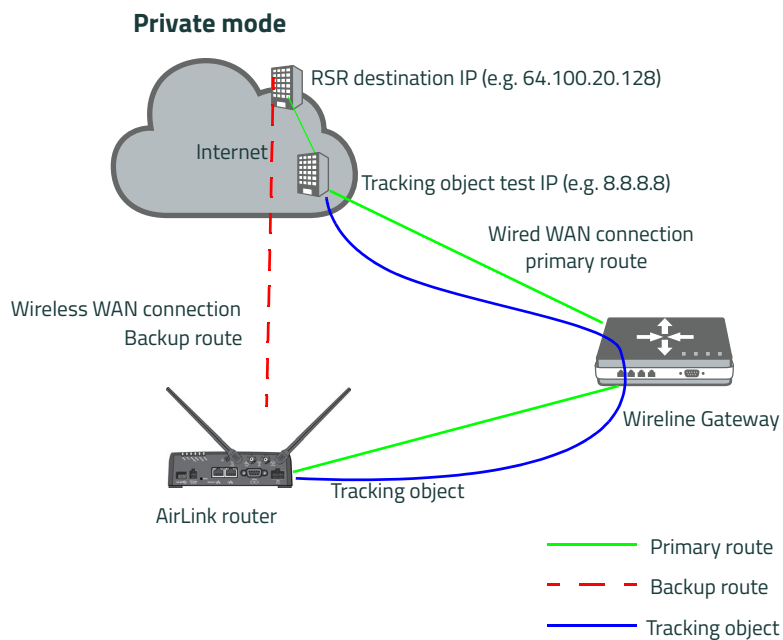 Private mode
RSR destination IP (e.g. 64.100.20.128)
Internet
Tracking object test IP (e.g. 8.8.8.8)
Wired WAN connection
primary route
Wireless WAN connection
Backup route
Wireline Gateway
Tracking object
AirLink router
Primary route
Backup route
Tracking object